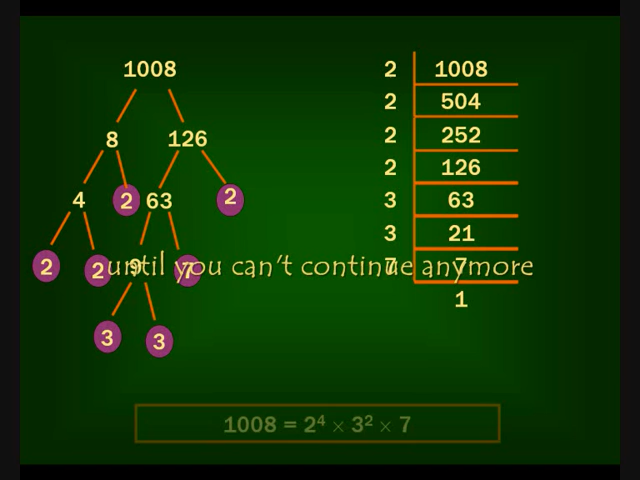 1008
8 126
4 2 63 2
2 2 9 7
3 3
2 1008
2 504
2 252
2 126
3 63
3 21
7 7
1
until you can't continue anymore
1008 = 2⁴ × 3² × 7